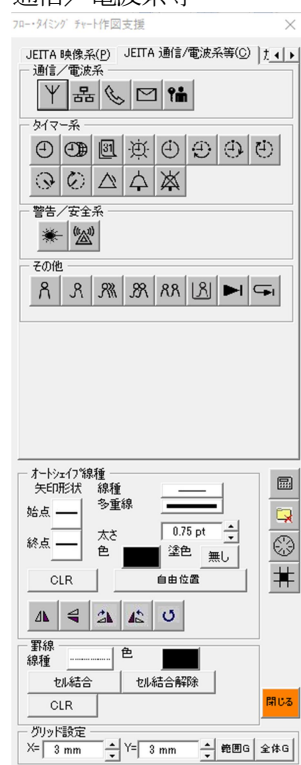 通信／電波系等
フロー・タイミング チャート作図支援
JEITA 映像系(P) JEITA 通信/電波系等(C)
通信／電波系
タイマー系
31
警告／安全系
その他
オートシェイプ線種
矢印形状 線種
始点 多重線
終点 太さ 0.75 pt
色 塗色 無し
CLR 自由位置
罫線
線種 色
セル結合 セル結合解除
CLR 閉じる
グリッド設定
X= 3 mm Y= 3 mm 範囲G 全体G